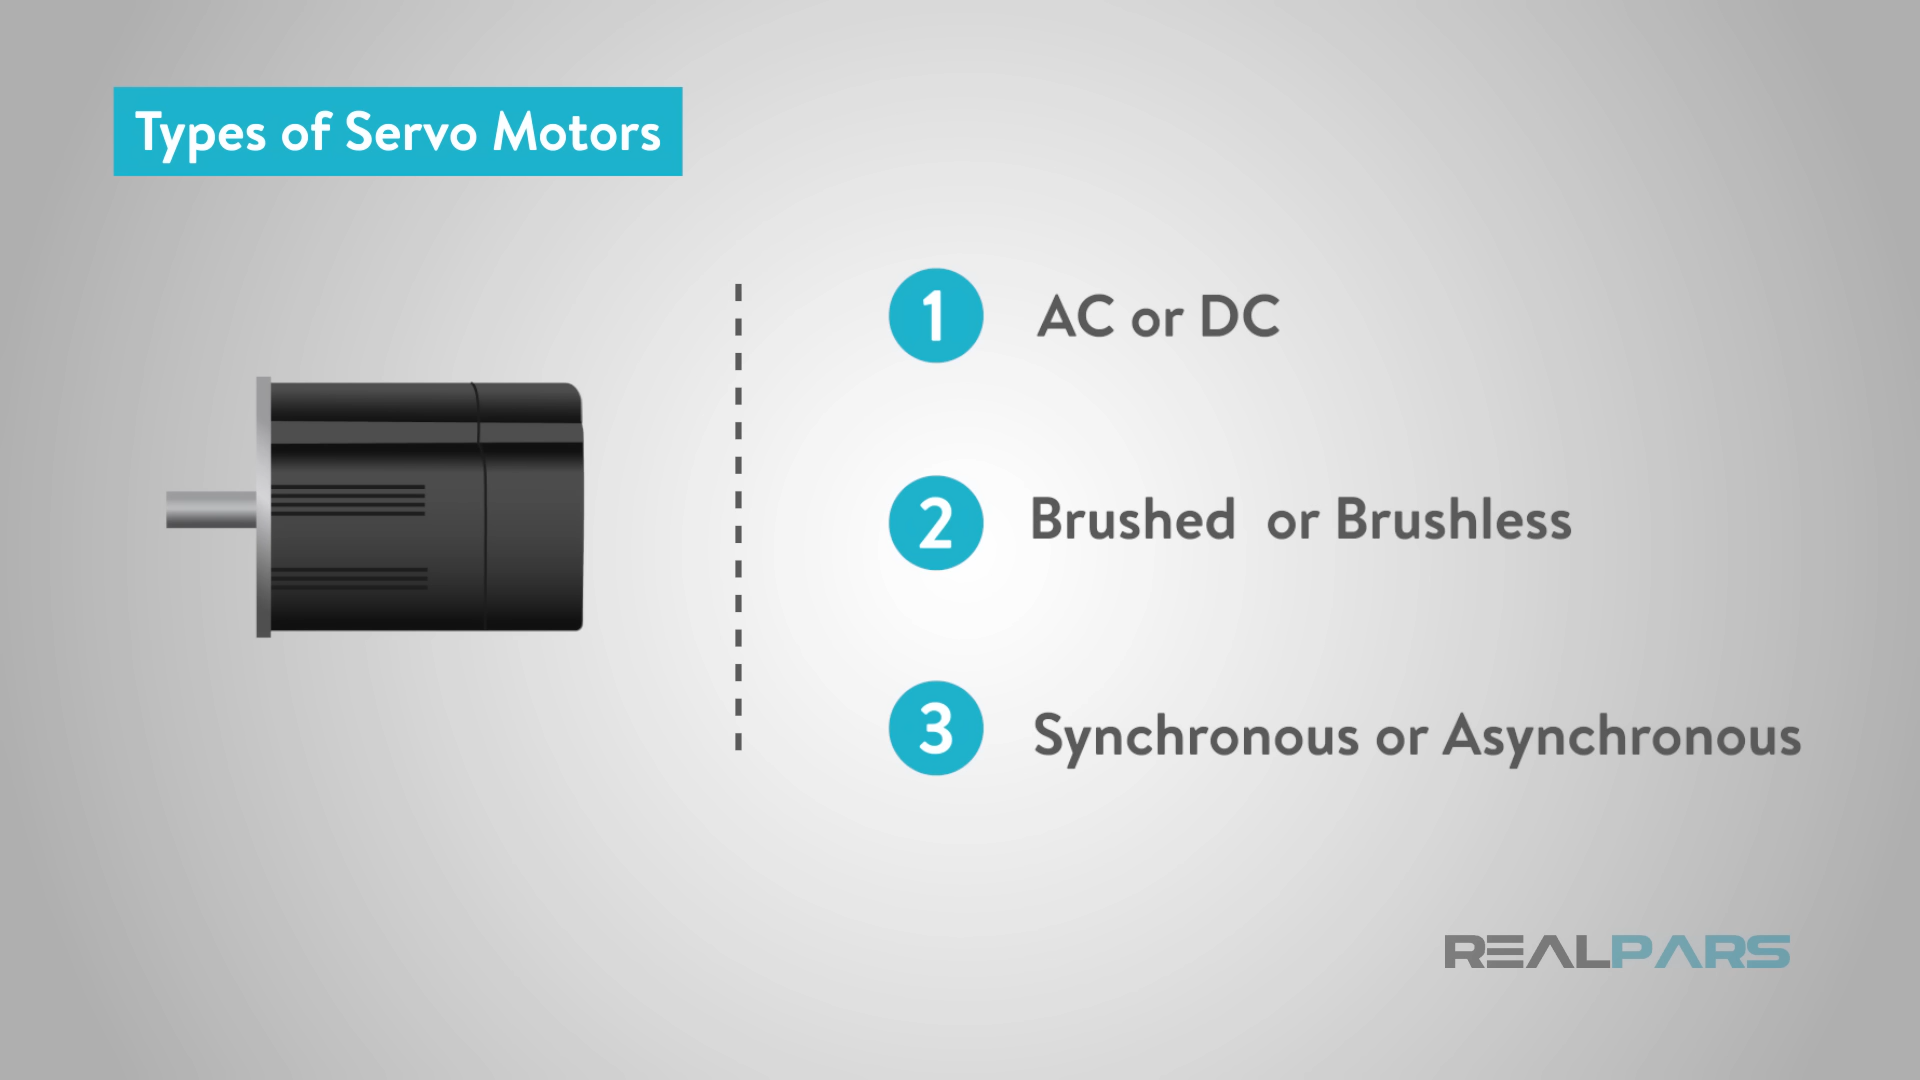 Types of Servo Motors
1 AC or DC
2 Brushed or Brushless
3 Synchronous or Asynchronous
REALPARS